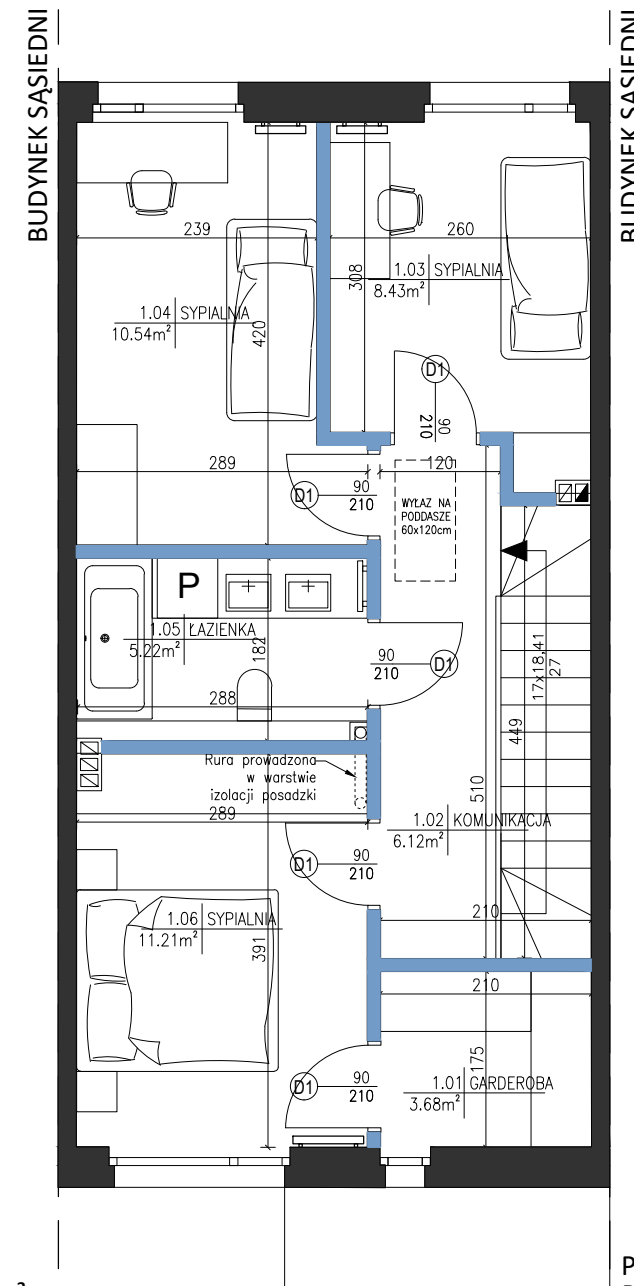 BUDYNEK SĄSIEDNI
BUDYNEK SĄSIEDNI
239
260
308
1.03 SYPIALNIA
8.43m²
1.04 SYPIALNIA
10.54m²
420
D1
90
210
289
120
D1
90
210
WYŁAZ NA
PODDASZE
60x120cm
P
1.05 ŁAZIENKA
5.22m²
182
90
210
D1
17x18,41
27
288
449
Rura prowadzona
w warstwie
izolacji posadzki
289
510
1.02 KOMUNIKACJA
6.12m²
D1
90
210
1.06 SYPIALNIA
11.21m²
391
210
210
175
D1
90
210
1.01 GARDEROBA
3.68m²
P